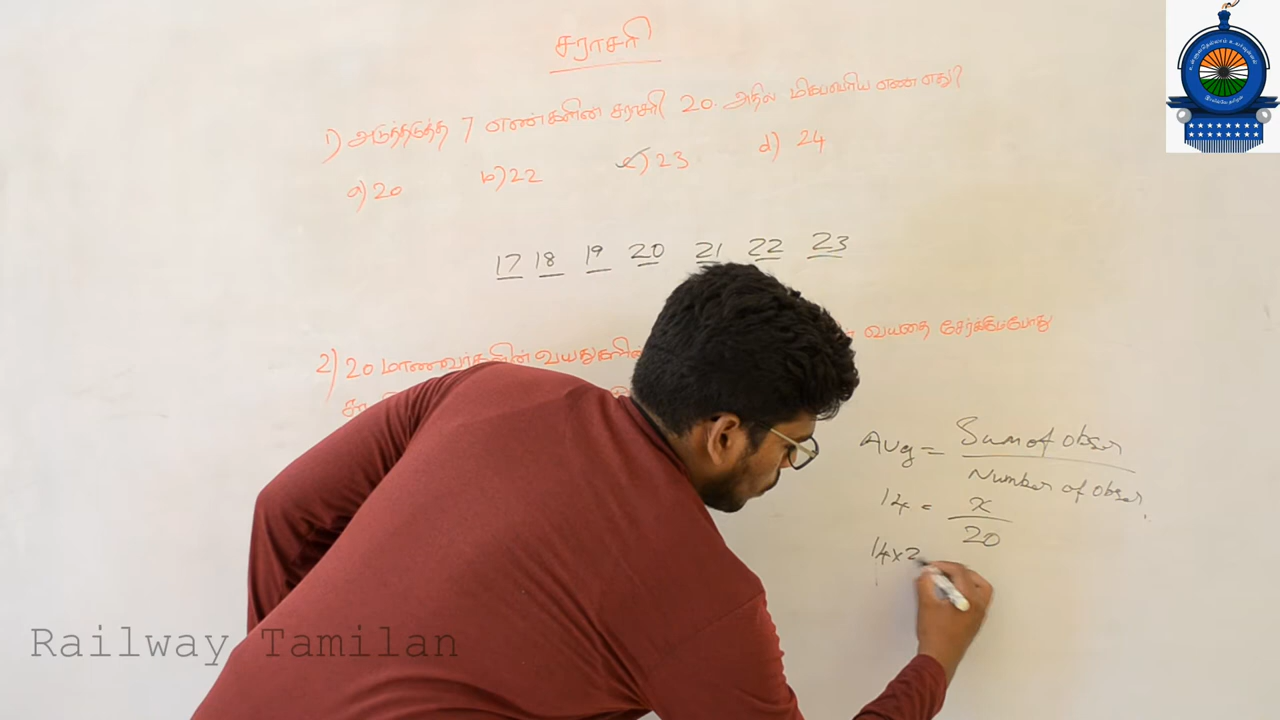 சராசரி
1) அடுத்தடுத்த 7 எண்களின் சராசரி 20. அதில் மிகப்பெரிய எண் எது?
a) 20 b) 22 c) 23 d) 24
17 18 19 20 21 22 23
2) 20 மாணவர்களின் வயதுகளின் வயதை சேர்க்கும்போது
Avg = Sum of obser
Number of obser.
14 = x
20
14x2
Railway Tamilan